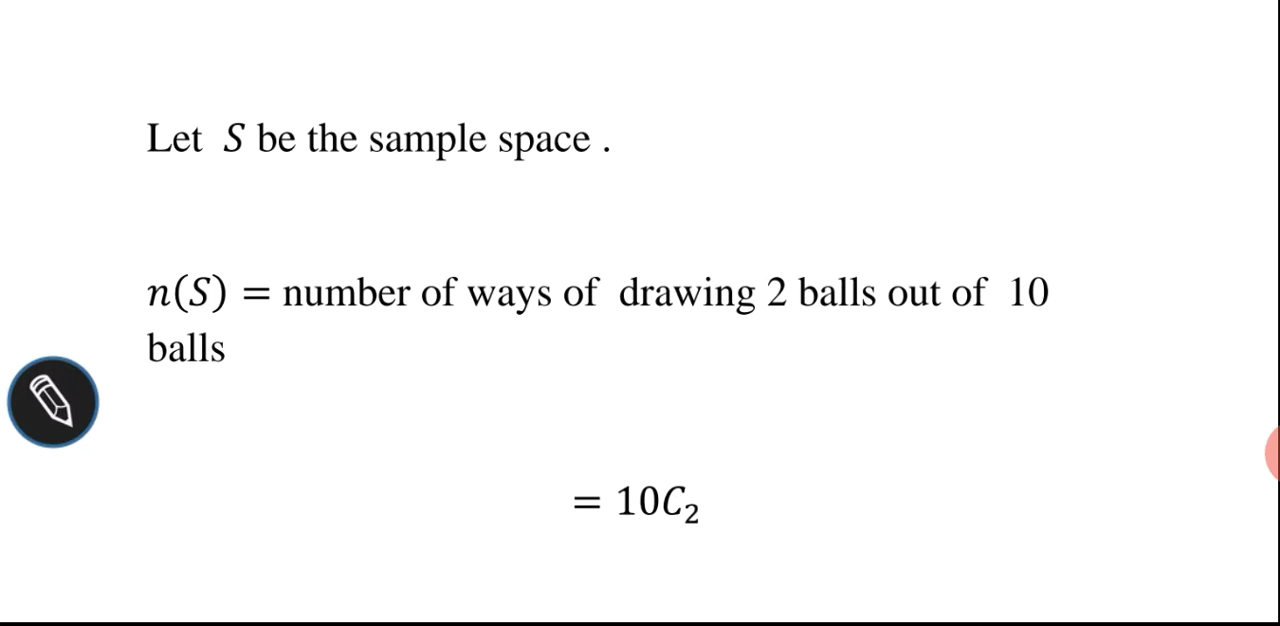 Let S be the sample space .
n(S) = number of ways of drawing 2 balls out of 10
balls
= 10C₂